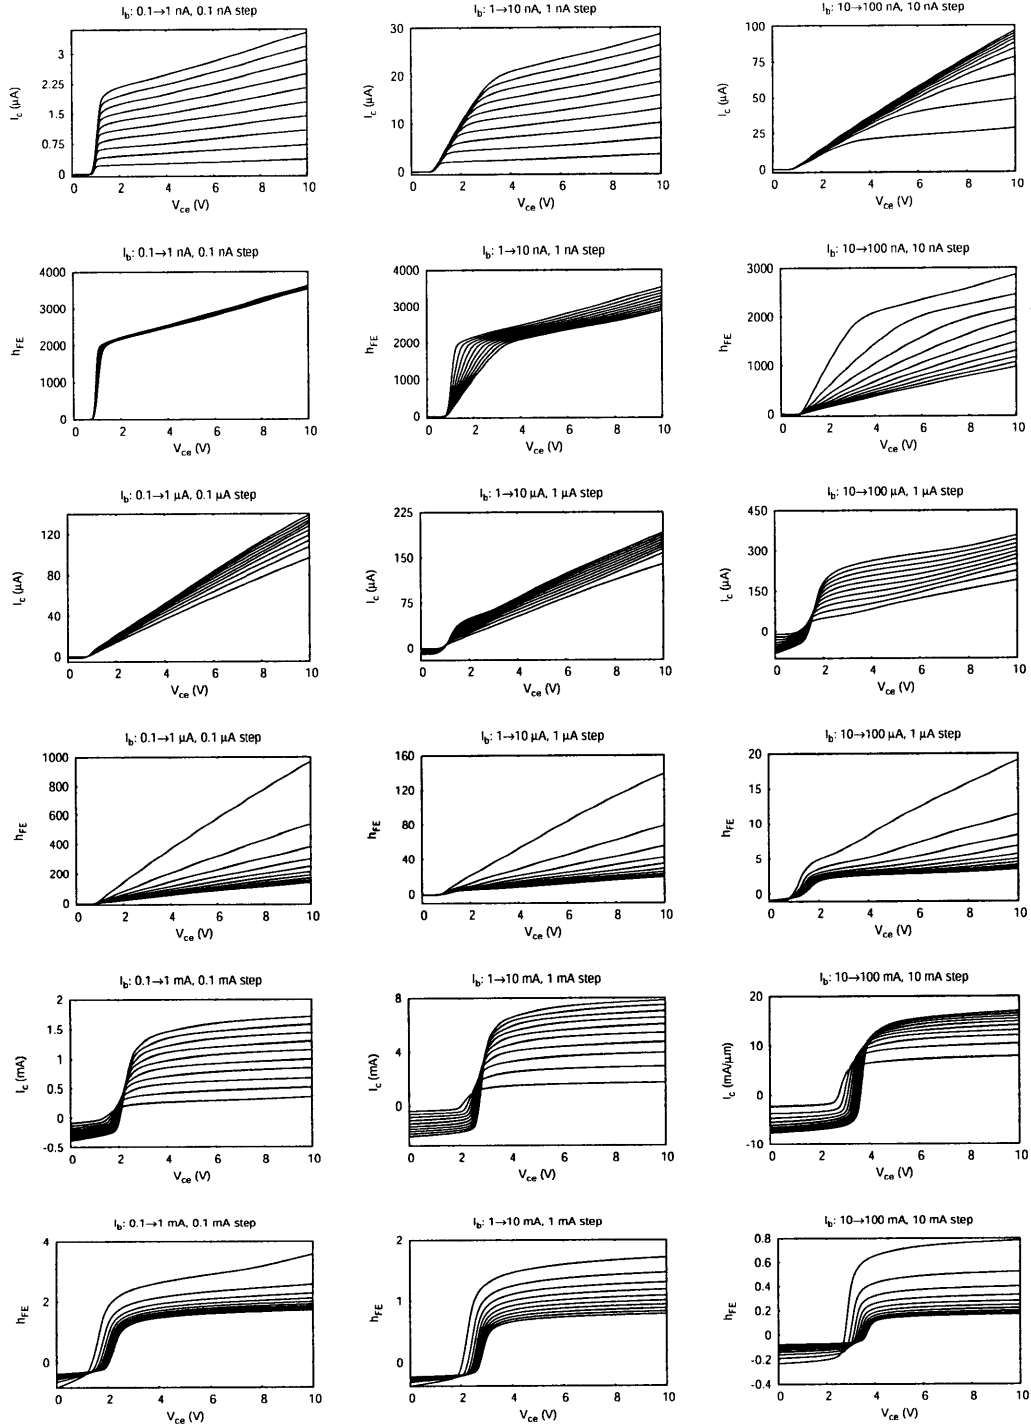 I_b: 0.1→1 nA, 0.1 nA step
I_c (µA)
3
2.25
1.5
0.75
0
0 2 4 6 8 10
V_ce (V)
I_b: 1→10 nA, 1 nA step
I_c (µA)
30
20
10
0
0 2 4 6 8 10
V_ce (V)
I_b: 10→100 nA, 10 nA step
I_c (µA)
100
75
50
25
0
0 2 4 6 8 10
V_ce (V)
I_b: 0.1→1 nA, 0.1 nA step
h_FE
4000
3000
2000
1000
0
0 2 4 6 8 10
V_ce (V)
I_b: 1→10 nA, 1 nA step
h_FE
4000
3000
2000
1000
0
0 2 4 6 8 10
V_ce (V)
I_b: 10→100 nA, 10 nA step
h_FE
3000
2000
1000
0
0 2 4 6 8 10
V_ce (V)
I_b: 0.1→1 µA, 0.1 µA step
I_c (µA)
120
80
40
0
0 2 4 6 8 10
V_ce (V)
I_b: 1→10 µA, 1 µA step
I_c (µA)
225
150
75
0
0 2 4 6 8 10
V_ce (V)
I_b: 10→100 µA, 1 µA step
I_c (µA)
450
300
150
0
0 2 4 6 8 10
V_ce (V)
I_b: 0.1→1 µA, 0.1 µA step
h_FE
1000
800
600
400
200
0
0 2 4 6 8 10
V_ce (V)
I_b: 1→10 µA, 1 µA step
h_FE
160
120
80
40
0
0 2 4 6 8 10
V_ce (V)
I_b: 10→100 µA, 1 µA step
h_FE
20
15
10
5
0
0 2 4 6 8 10
V_ce (V)
I_b: 0.1→1 mA, 0.1 mA step
I_c (mA)
2
1.5
1
0.5
0
-0.5
0 2 4 6 8 10
V_ce (V)
I_b: 1→10 mA, 1 mA step
I_c (mA)
8
4
0
0 2 4 6 8 10
V_ce (V)
I_b: 10→100 mA, 10 mA step
I_c (mA/µm)
20
10
0
-10
0 2 4 6 8 10
V_ce (V)
I_b: 0.1→1 mA, 0.1 mA step
h_FE
4
2
0
0 2 4 6 8 10
V_ce (V)
I_b: 1→10 mA, 1 mA step
h_FE
2
1
0
0 2 4 6 8 10
V_ce (V)
I_b: 10→100 mA, 10 mA step
h_FE
0.8
0.6
0.4
0.2
0
-0.2
-0.4
0 2 4 6 8 10
V_ce (V)